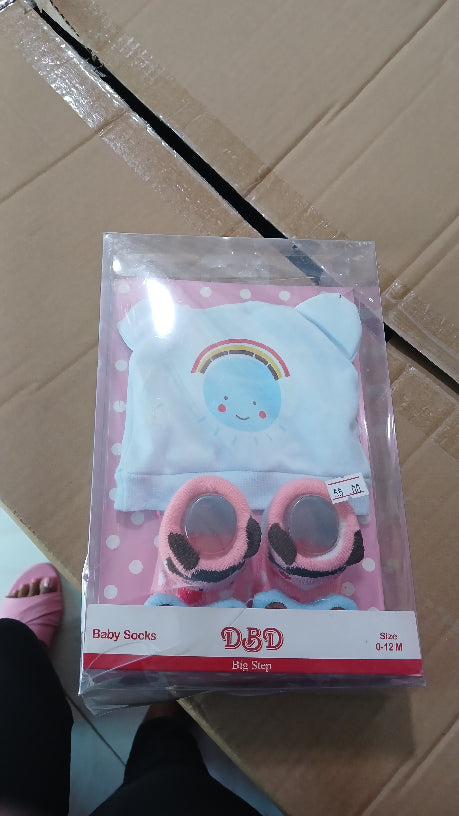 Baby Socks
DBD
Big Step
Size
0-12 M